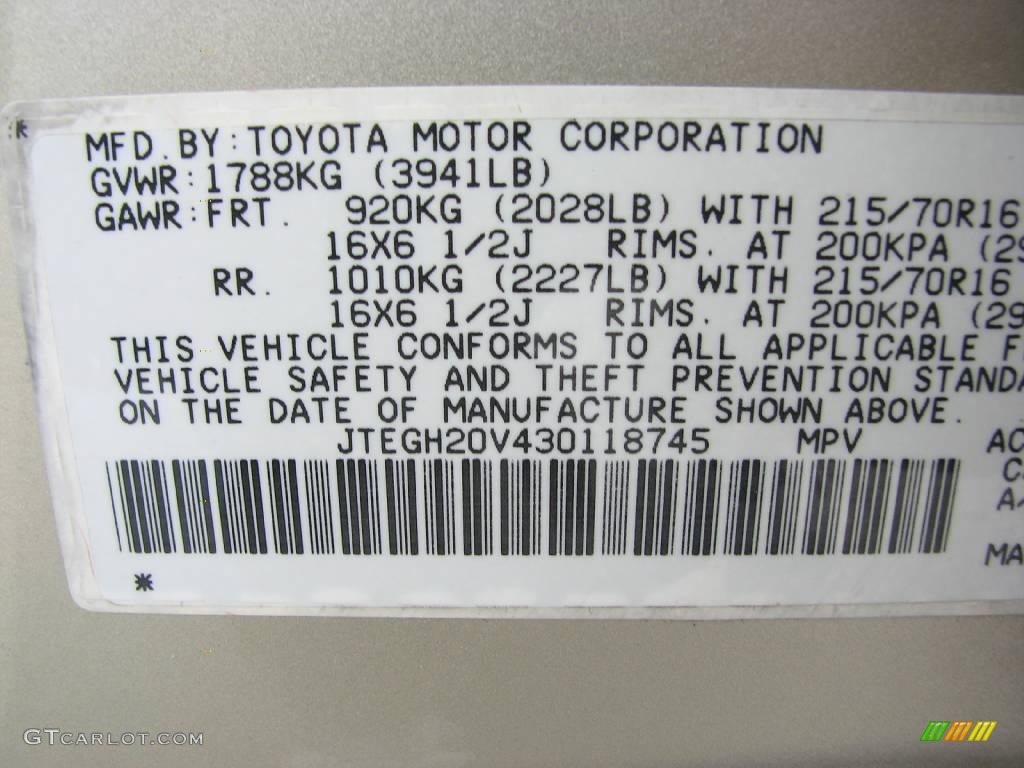 MFD. BY: TOYOTA MOTOR CORPORATION
GVWR: 1788KG (3941LB)
GAWR: FRT. 920KG (2028LB) WITH 215/70R16
16X6 1/2J RIMS. AT 200KPA (29
RR. 1010KG (2227LB) WITH 215/70R16
16X6 1/2J RIMS. AT 200KPA (29
THIS VEHICLE CONFORMS TO ALL APPLICABLE F
VEHICLE SAFETY AND THEFT PREVENTION STANDA
ON THE DATE OF MANUFACTURE SHOWN ABOVE.
JTEGH20V430118745 MPV AC
C
A
MA
GTCARLOT.COM